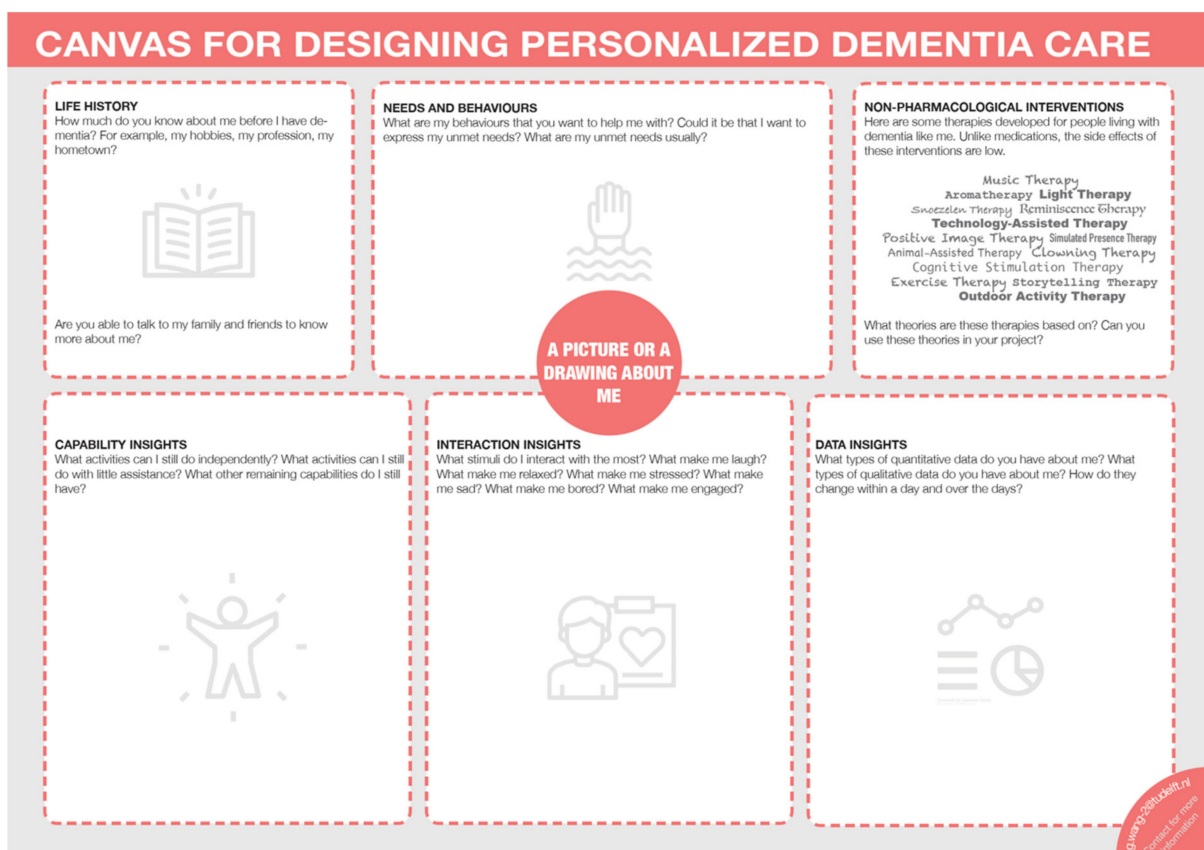 CANVAS FOR DESIGNING PERSONALIZED DEMENTIA CARE
LIFE HISTORY
How much do you know about me before I have de-
mentia? For example, my hobbies, my profession, my
hometown?
Are you able to talk to my family and friends to know
more about me?
NEEDS AND BEHAVIOURS
What are my behaviours that you want to help me with? Could it be that I want to
express my unmet needs? What are my unmet needs usually?
NON-PHARMACOLOGICAL INTERVENTIONS
Here are some therapies developed for people living with
dementia like me. Unlike medications, the side effects of
these interventions are low.
Music Therapy
Aromatherapy Light Therapy
Snoezelen Therapy Reminiscence Therapy
Technology-Assisted Therapy
Positive Image Therapy Simulated Presence Therapy
Animal-Assisted Therapy Clowning Therapy
Cognitive Stimulation Therapy
Exercise Therapy Storytelling Therapy
Outdoor Activity Therapy
What theories are these therapies based on? Can you
use these theories in your project?
A PICTURE OR A
DRAWING ABOUT
ME
CAPABILITY INSIGHTS
What activities can I still do independently? What activities can I still
do with little assistance? What other remaining capabilities do I still
have?
INTERACTION INSIGHTS
What stimuli do I interact with the most? What make me laugh?
What make me relaxed? What make me stressed? What make
me sad? What make me bored? What make me engaged?
DATA INSIGHTS
What types of quantitative data do you have about me? What
types of qualitative data do you have about me? How do they
change within a day and over the days?
g.wang-2@tudelft.nl
Contact for more
information